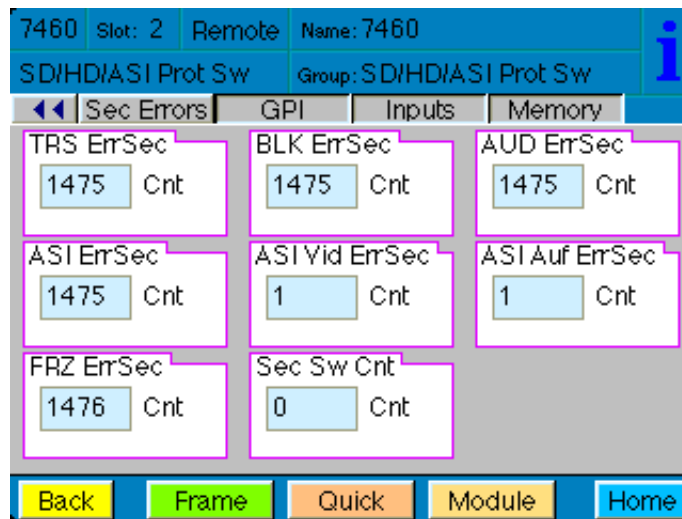 7460 Slot: 2 Remote Name: 7460
SD/HD/ASI Prot Sw Group: SD/HD/ASI Prot Sw
i
Sec Errors GPI Inputs Memory
TRS ErrSec BLK ErrSec AUD ErrSec
1475 Cnt 1475 Cnt 1475 Cnt
ASI ErrSec ASI Vid ErrSec ASI Auf ErrSec
1475 Cnt 1 Cnt 1 Cnt
FRZ ErrSec Sec Sw Cnt
1476 Cnt 0 Cnt
Back Frame Quick Module Home